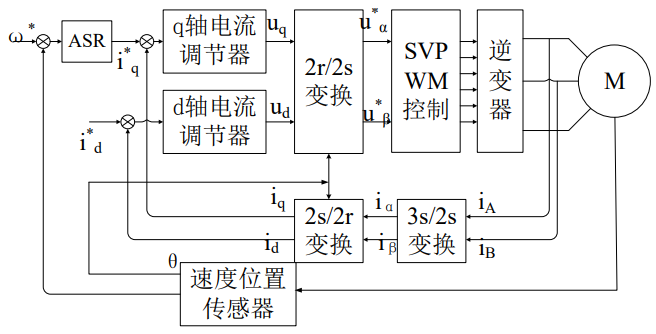 ω*
ASR
i*q
q轴电流
调节器
uq
2r/2s
变换
u*α
SVP
WM
控制
逆
变
器
M
i*d
d轴电流
调节器
ud
u*β
iq
2s/2r
变换
iα
3s/2s
变换
iA
id
iβ
iB
θ
速度位置
传感器